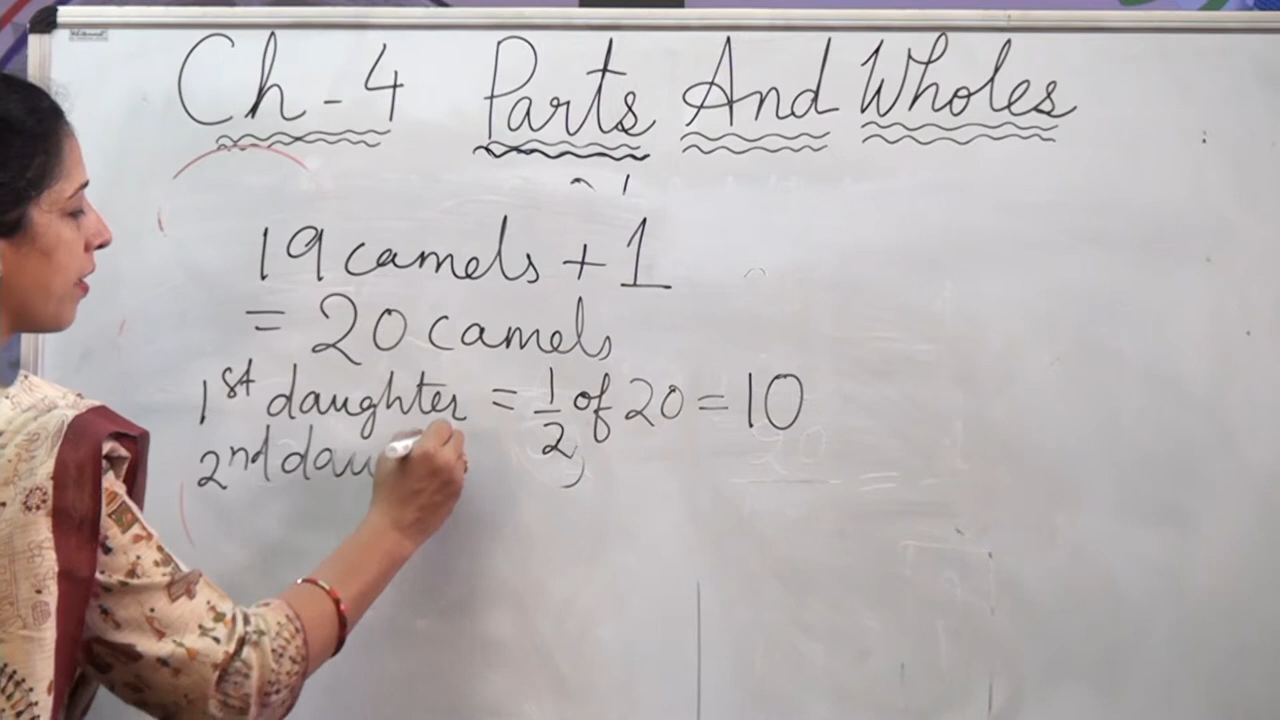 Ch-4 Parts And Wholes
19 camels + 1
= 20 camels
1st daughter = 1/2 of 20 = 10
2nd dau